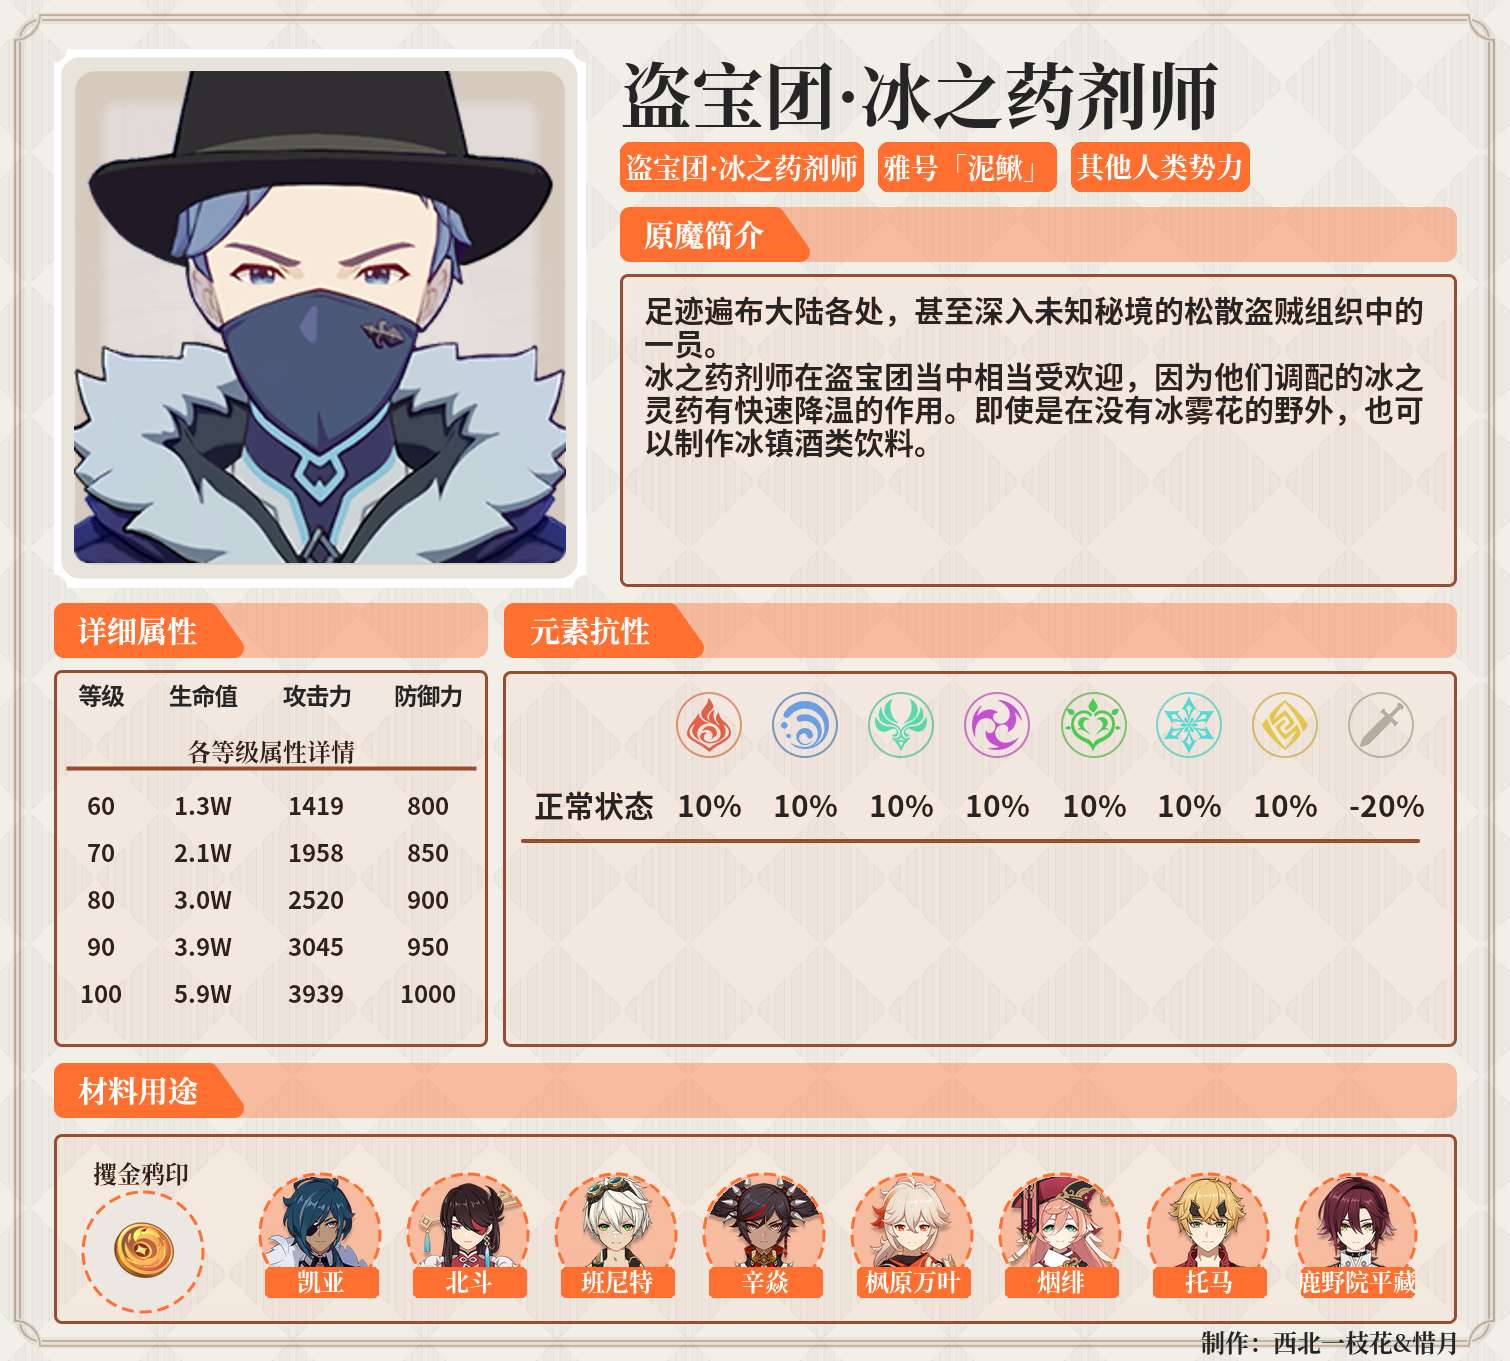 盗宝团·冰之药剂师
盗宝团·冰之药剂师 雅号「泥鳅」 其他人类势力
原魔简介
足迹遍布大陆各处，甚至深入未知秘境的松散盗贼组织中的
一员。
冰之药剂师在盗宝团当中相当受欢迎，因为他们调配的冰之
灵药有快速降温的作用。即使是在没有冰雾花的野外，也可
以制作冰镇酒类饮料。
详细属性
等级 生命值 攻击力 防御力
各等级属性详情
60 1.3W 1419 800
70 2.1W 1958 850
80 3.0W 2520 900
90 3.9W 3045 950
100 5.9W 3939 1000
元素抗性
正常状态 10% 10% 10% 10% 10% 10% 10% -20%
材料用途
攫金鸦印
凯亚 北斗 班尼特 辛焱 枫原万叶 烟绯 托马 鹿野院平藏
制作：西北一枝花&惜月